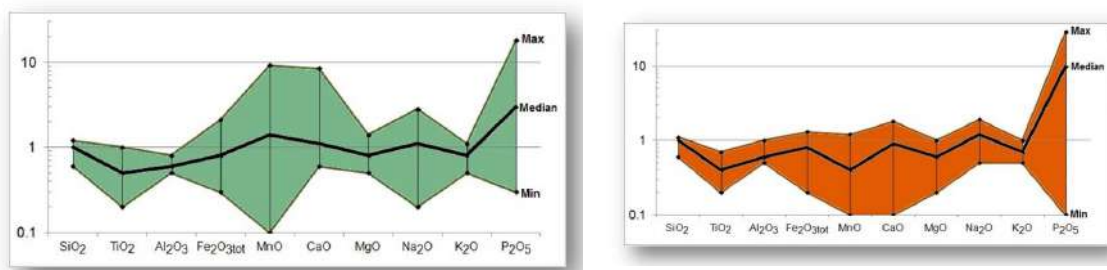 10
1
0.1
Max
Median
Min
SiO₂ TiO₂ Al₂O₃ Fe₂O₃tot MnO CaO MgO Na₂O K₂O P₂O₅
10
1
0.1
Max
Median
Min
SiO₂ TiO₂ Al₂O₃ Fe₂O₃tot MnO CaO MgO Na₂O K₂O P₂O₅